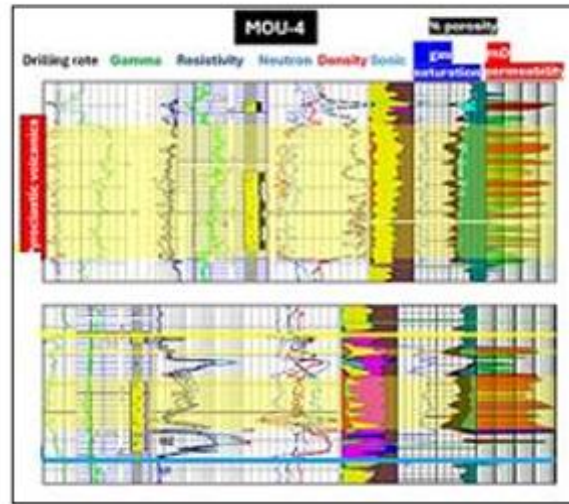 MOU-4
% porosity
Drilling rate Gamma Resistivity Neutron Density Sonic
gas saturation
mD permeability
pyroclastic volcanics